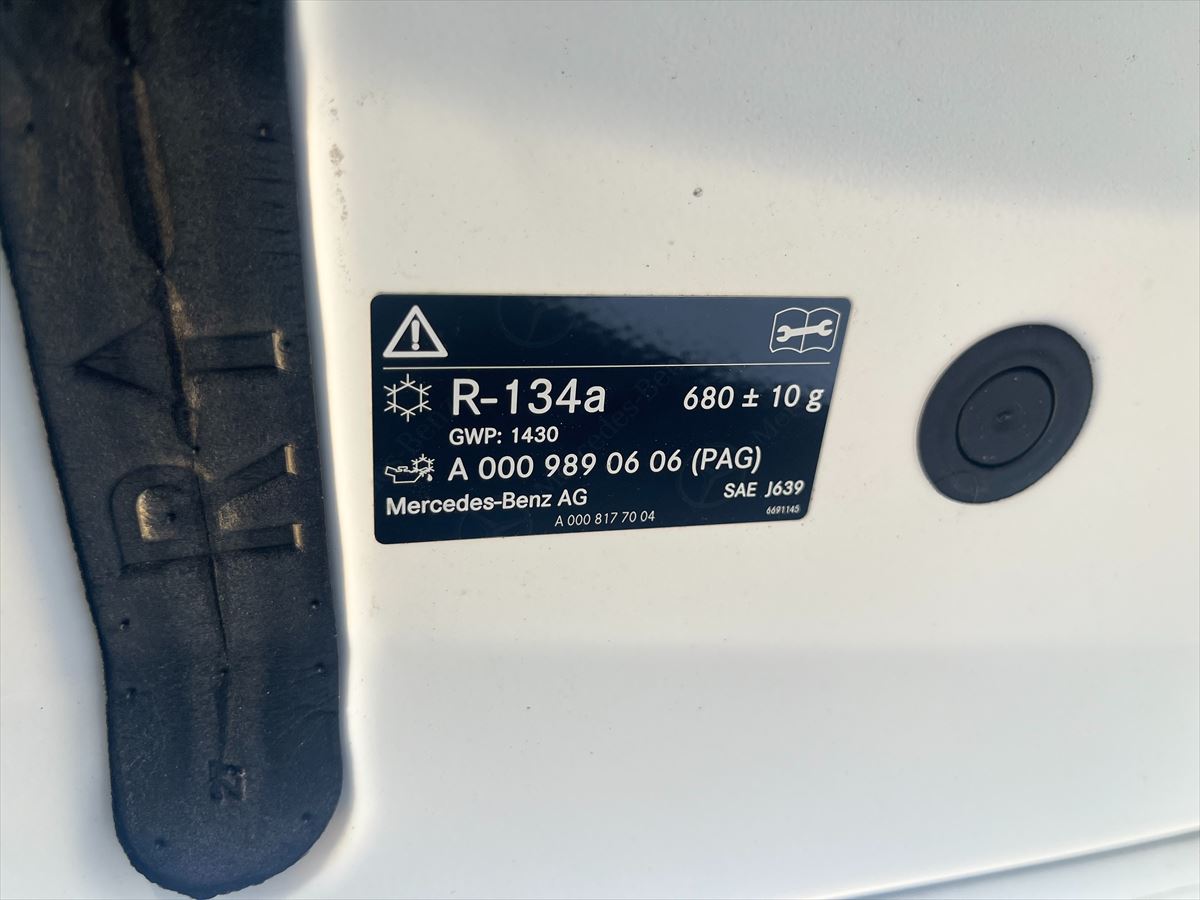 R-134a 680 ± 10 g
GWP: 1430
A 000 989 06 06 (PAG)
Mercedes-Benz AG SAE J639
A 000 817 70 04 6691145